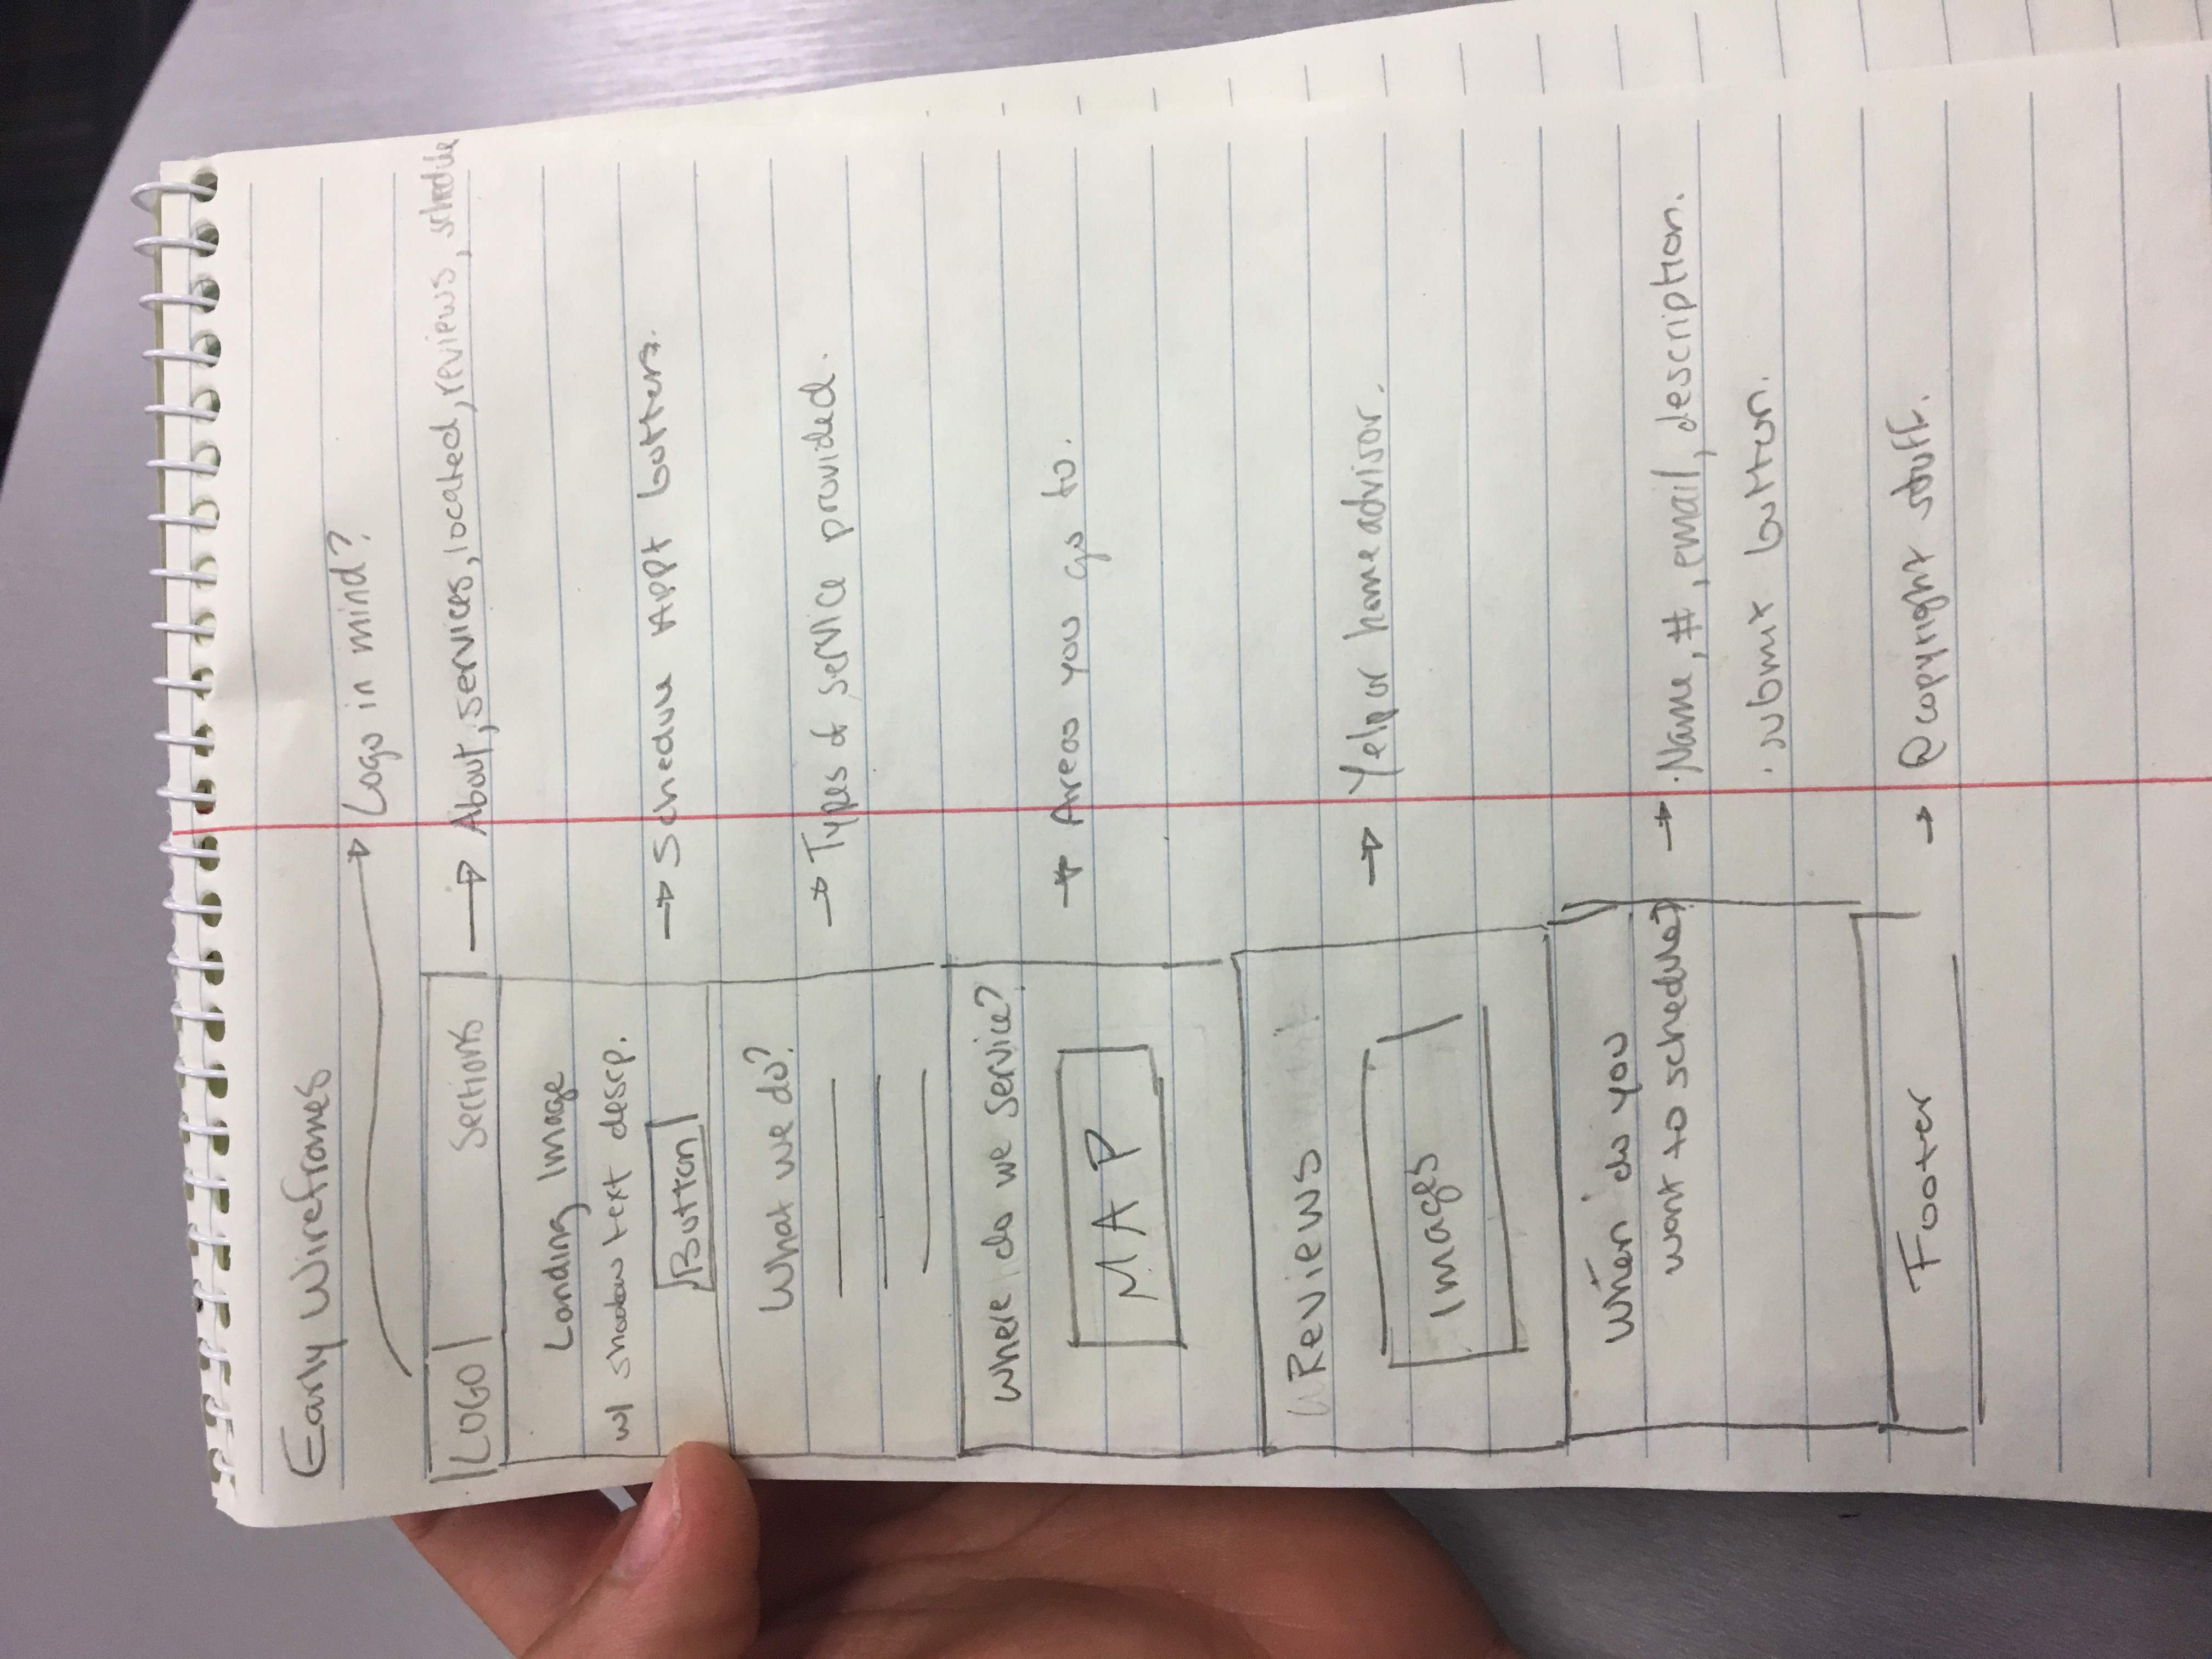 Early Wireframes
Logo in mind?
LOGO Sections
About, services, located, reviews, schedule
Landing Image
w/ shadow text descp.
Button
Schedule Appt button.
What we do?
Types of service provided.
Where do we service?
MAP
Areas you go to.
Reviews
Images
Yelp or home advisor.
When do you
want to schedule?
· Name, #, email, description.
· submit button.
Footer
@copyright stuff.